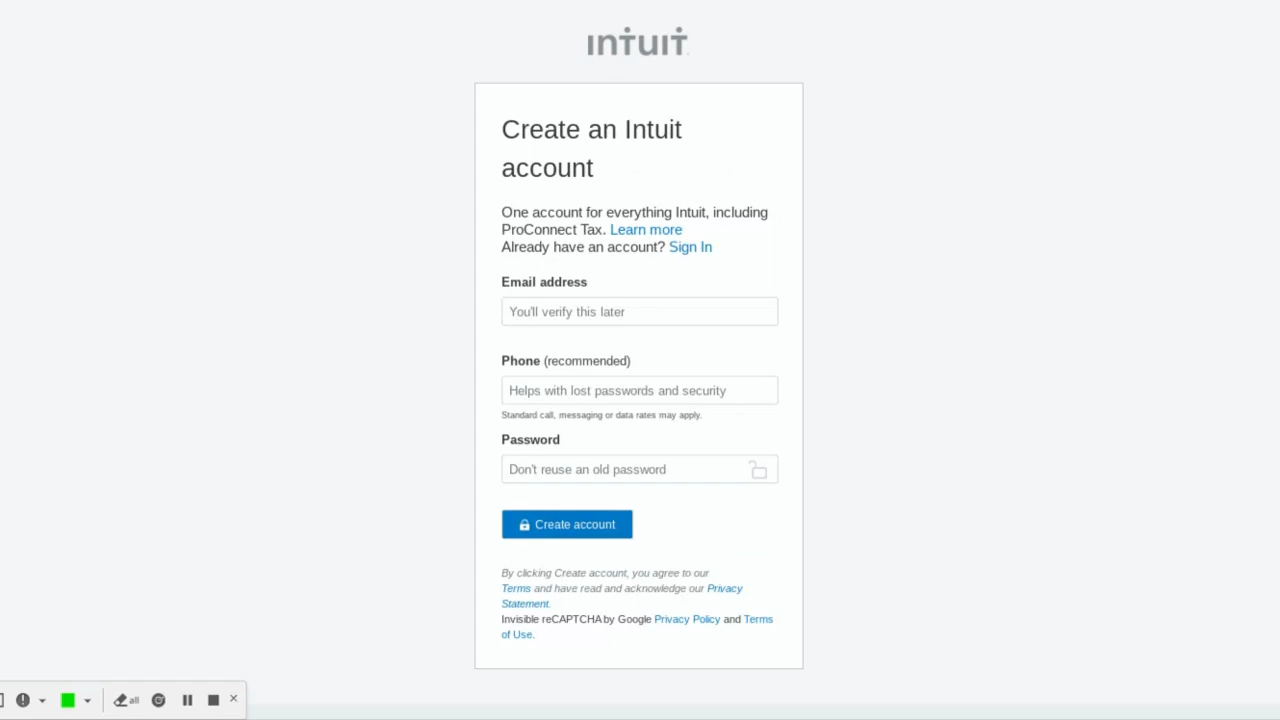 INTUIT
Create an Intuit
account
One account for everything Intuit, including
ProConnect Tax. Learn more
Already have an account? Sign In
Email address
You'll verify this later
Phone (recommended)
Helps with lost passwords and security
Standard call, messaging or data rates may apply.
Password
Don't reuse an old password
Create account
By clicking Create account, you agree to our
Terms and have read and acknowledge our Privacy
Statement.
Invisible reCAPTCHA by Google Privacy Policy and Terms
of Use.
all